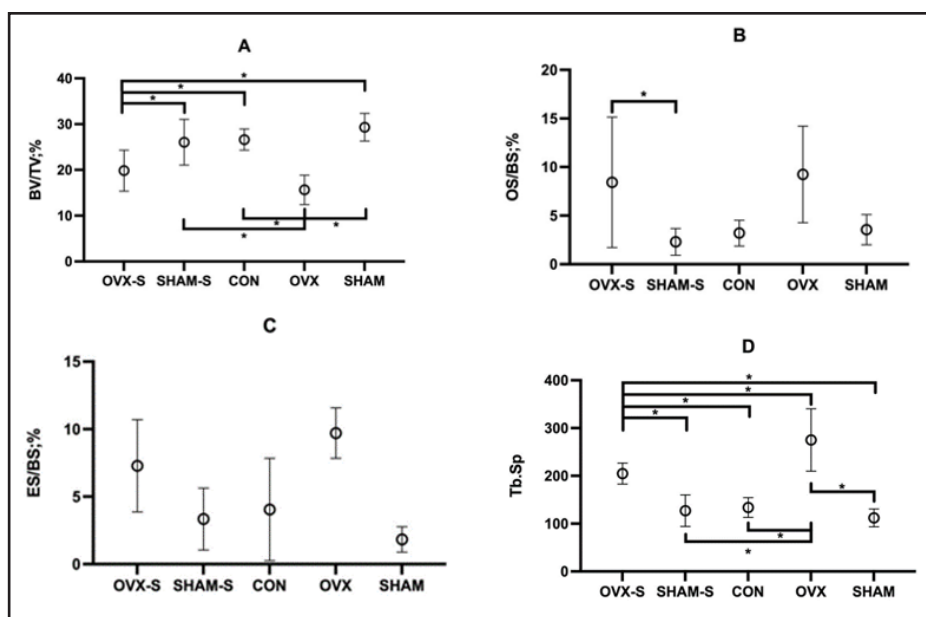 A
BV/TV;%
40
30
20
10
0
* * * * * *
OVX-S SHAM-S CON OVX SHAM
B
OS/BS;%
20
15
10
5
0
*
OVX-S SHAM-S CON OVX SHAM
C
ES/BS;%
15
10
5
0
OVX-S SHAM-S CON OVX SHAM
D
Tb.Sp
400
300
200
100
0
* * * * * * *
OVX-S SHAM-S CON OVX SHAM